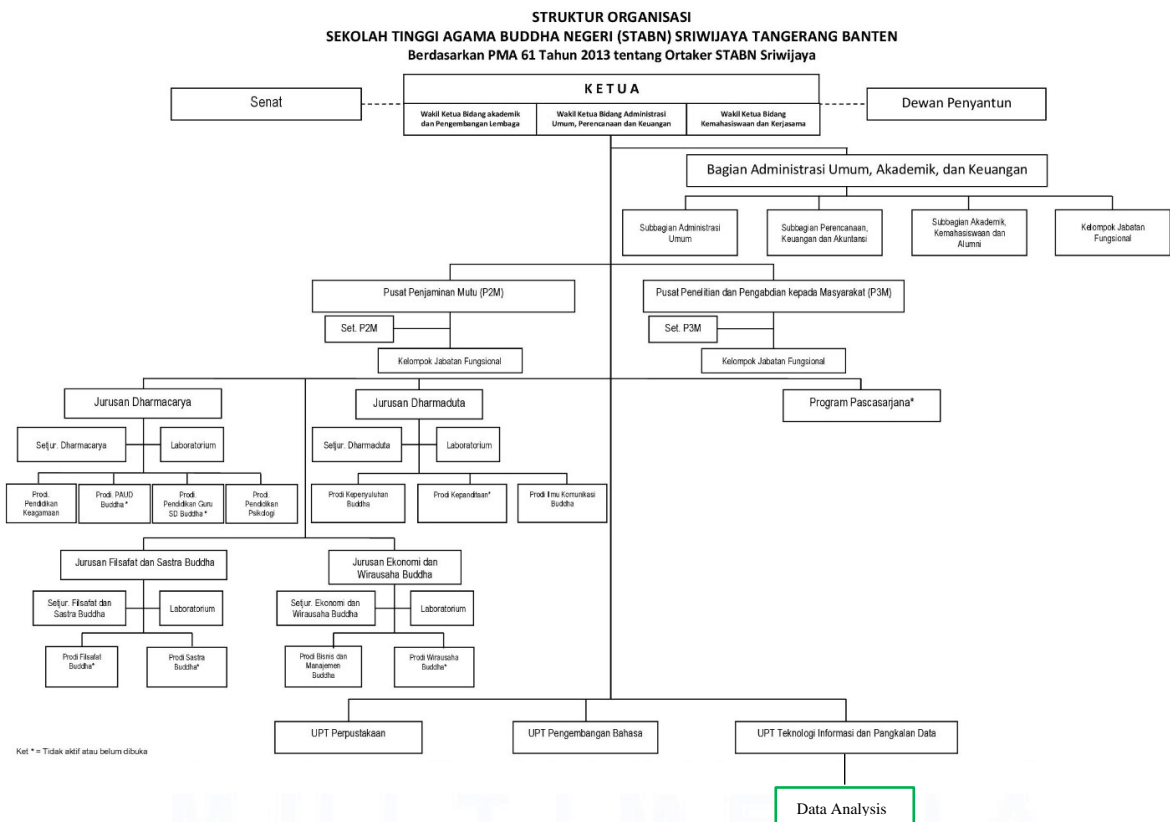 STRUKTUR ORGANISASI
SEKOLAH TINGGI AGAMA BUDDHA NEGERI (STABN) SRIWIJAYA TANGERANG BANTEN
Berdasarkan PMA 61 Tahun 2013 tentang Ortaker STABN Sriwijaya
Senat
K E T U A
Dewan Penyantun
Wakil Ketua Bidang akademik
dan Pengembangan Lembaga
Wakil Ketua Bidang Administrasi
Umum, Perencanaan dan Keuangan
Wakil Ketua Bidang
Kemahasiswaan dan Kerjasama
Bagian Administrasi Umum, Akademik, dan Keuangan
Subbagian Administrasi
Umum
Subbagian Perencanaan,
Keuangan dan Akuntansi
Subbagian Akademik,
Kemahasiswaan dan
Alumni
Kelompok Jabatan
Fungsional
Pusat Penjaminan Mutu (P2M)
Pusat Penelitian dan Pengabdian kepada Masyarakat (P3M)
Set. P2M
Set. P3M
Kelompok Jabatan Fungsional
Kelompok Jabatan Fungsional
Jurusan Dharmacarya
Jurusan Dharmaduta
Program Pascasarjana*
Setjur. Dharmacarya
Laboratorium
Setjur. Dharmaduta
Laboratorium
Prodi.
Pendidikan
Keagamaan
Prodi. PAUD
Buddha *
Prodi.
Pendidikan Guru
SD Buddha *
Prodi.
Pendidikan
Psikologi
Prodi Kepenyuluhan
Buddha
Prodi Kepanditaan*
Prodi Ilmu Komunikasi
Buddha
Jurusan Filsafat dan Sastra Buddha
Jurusan Ekonomi dan
Wirausaha Buddha
Setjur. Filsafat dan
Sastra Buddha
Laboratorium
Setjur. Ekonomi dan
Wirausaha Buddha
Laboratorium
Prodi Filsafat
Buddha*
Prodi Sastra
Buddha*
Prodi Bisnis dan
Manajemen
Buddha
Prodi Wirausaha
Buddha*
UPT Perpustakaan
UPT Pengembangan Bahasa
UPT Teknologi Informasi dan Pangkalan Data
Ket * = Tidak aktif atau belum dibuka
Data Analysis